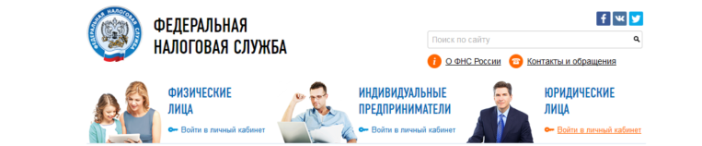 ФЕДЕРАЛЬНАЯ
НАЛОГОВАЯ СЛУЖБА
Поиск по сайту
О ФНС России
Контакты и обращения
ФИЗИЧЕСКИЕ
ЛИЦА
Войти в личный кабинет
ИНДИВИДУАЛЬНЫЕ
ПРЕДПРИНИМАТЕЛИ
Войти в личный кабинет
ЮРИДИЧЕСКИЕ
ЛИЦА
Войти в личный кабинет